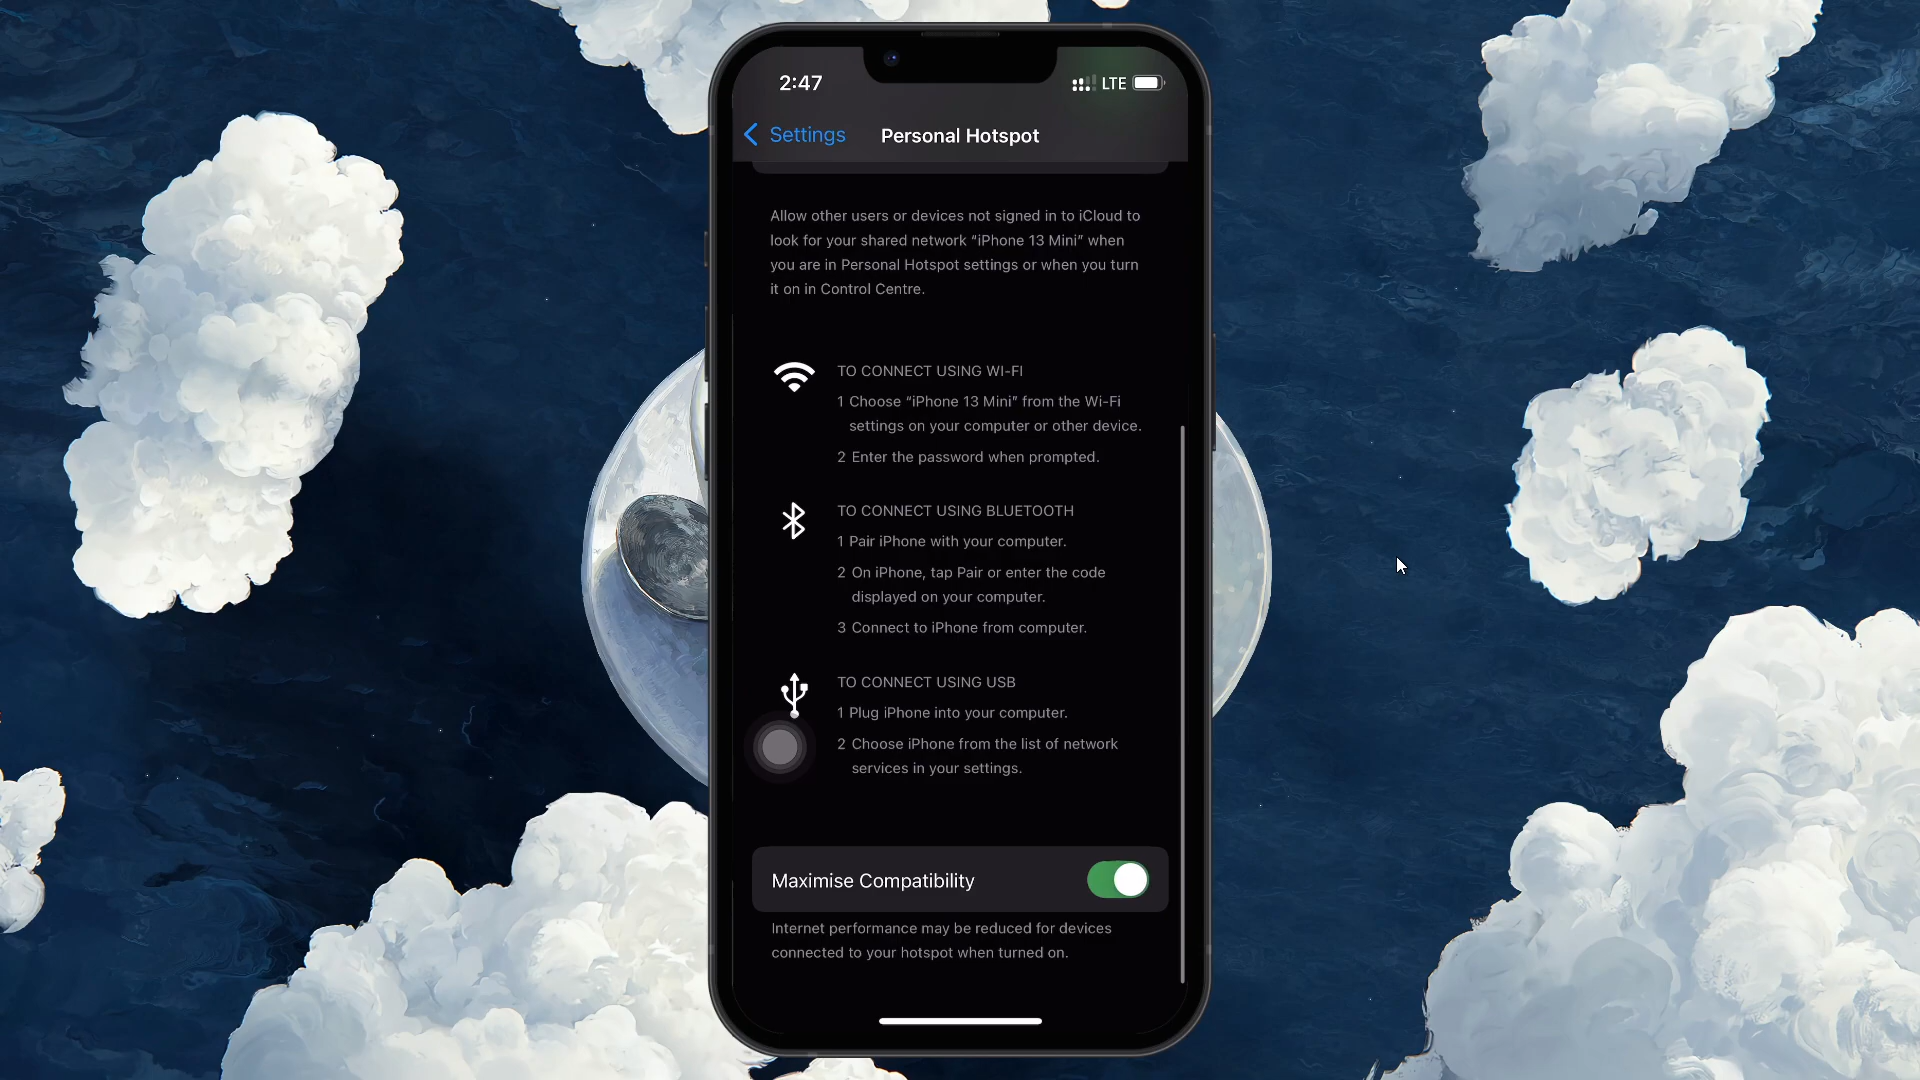 2:47
LTE
Settings
Personal Hotspot
Allow other users or devices not signed in to iCloud to
look for your shared network “iPhone 13 Mini” when
you are in Personal Hotspot settings or when you turn
it on in Control Centre.
TO CONNECT USING WI-FI
1 Choose “iPhone 13 Mini” from the Wi-Fi
settings on your computer or other device.
2 Enter the password when prompted.
TO CONNECT USING BLUETOOTH
1 Pair iPhone with your computer.
2 On iPhone, tap Pair or enter the code
displayed on your computer.
3 Connect to iPhone from computer.
TO CONNECT USING USB
1 Plug iPhone into your computer.
2 Choose iPhone from the list of network
services in your settings.
Maximise Compatibility
Internet performance may be reduced for devices
connected to your hotspot when turned on.